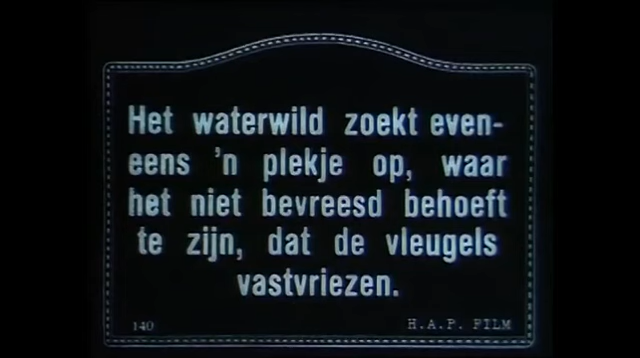 Het waterwild zoekt even-
eens 'n plekje op, waar
het niet bevreesd behoeft
te zijn, dat de vleugels
vastvriezen.
140 H.A.P. FILM